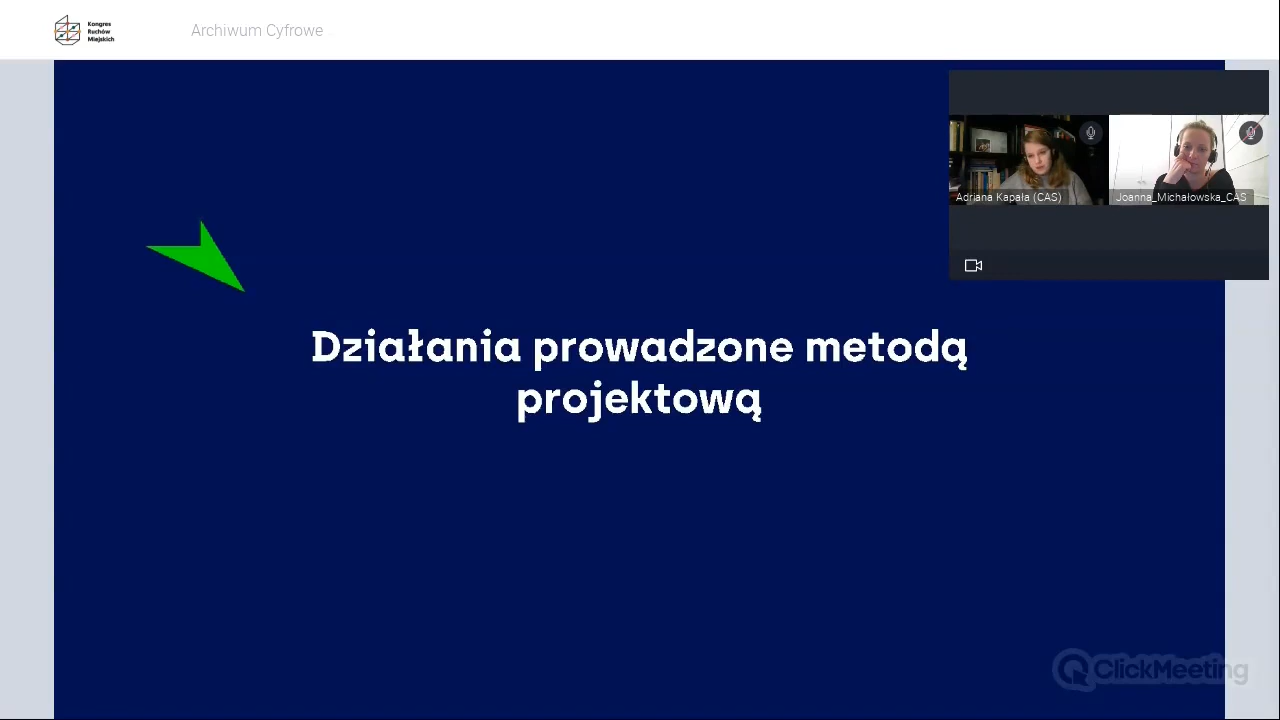 Kongres
Ruchów
Miejskich
Archiwum Cyfrowe
Adriana Kapała (CAS)
Joanna_Michałowska_CAS
Działania prowadzone metodą
projektową
ClickMeeting